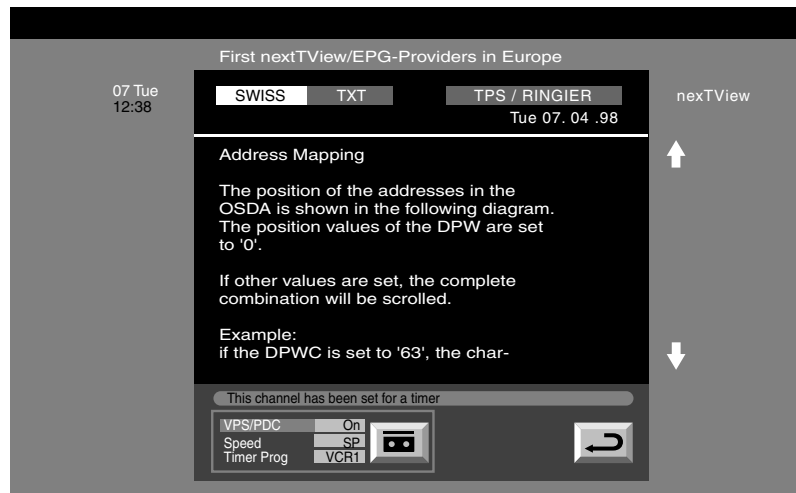 First nextTView/EPG-Providers in Europe
07 Tue
12:38
SWISS TXT TPS / RINGIER
nexTView
Tue 07. 04 .98
Address Mapping
The position of the addresses in the
OSDA is shown in the following diagram.
The position values of the DPW are set
to '0'.
If other values are set, the complete
combination will be scrolled.
Example:
if the DPWC is set to '63', the char-
This channel has been set for a timer
VPS/PDC On
Speed SP
Timer Prog VCR1